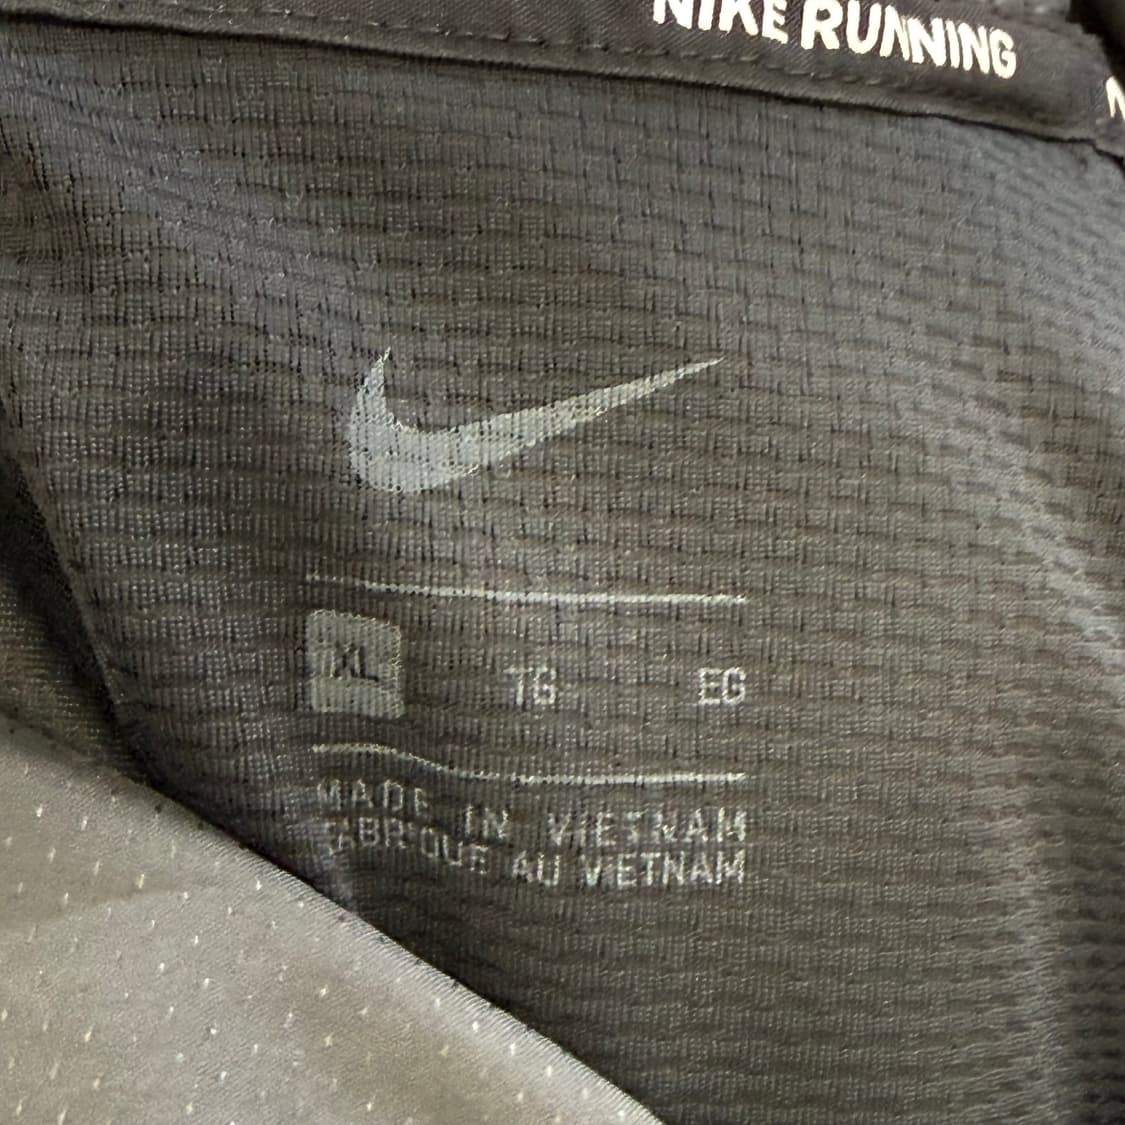 NIKE RUNNING
XL TG EG
MADE IN VIETNAM
FABRIQUE AU VIETNAM